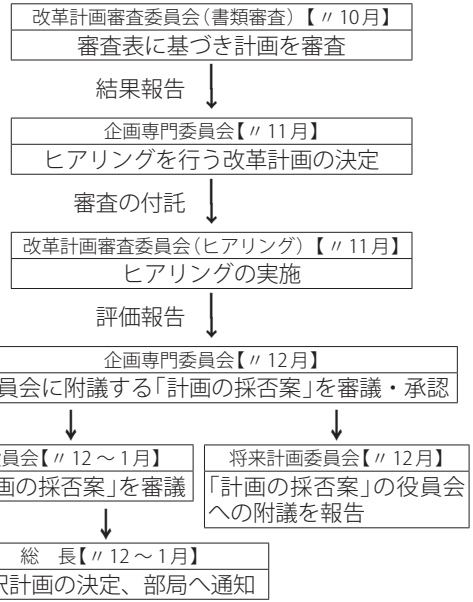 改革計画審査委員会（書類審査）【〃10月】
審査表に基づき計画を審査
結果報告
企画専門委員会【〃11月】
ヒアリングを行う改革計画の決定
審査の付託
改革計画審査委員会（ヒアリング）【〃11月】
ヒアリングの実施
評価報告
企画専門委員会【〃12月】
員会に附議する「計画の採否案」を審議・承認
員会【〃12～1月】
画の採否案」を審議
将来計画委員会【〃12月】
「計画の採否案」の役員会
への附議を報告
総　長【〃12～1月】
計画の決定、部局へ通知